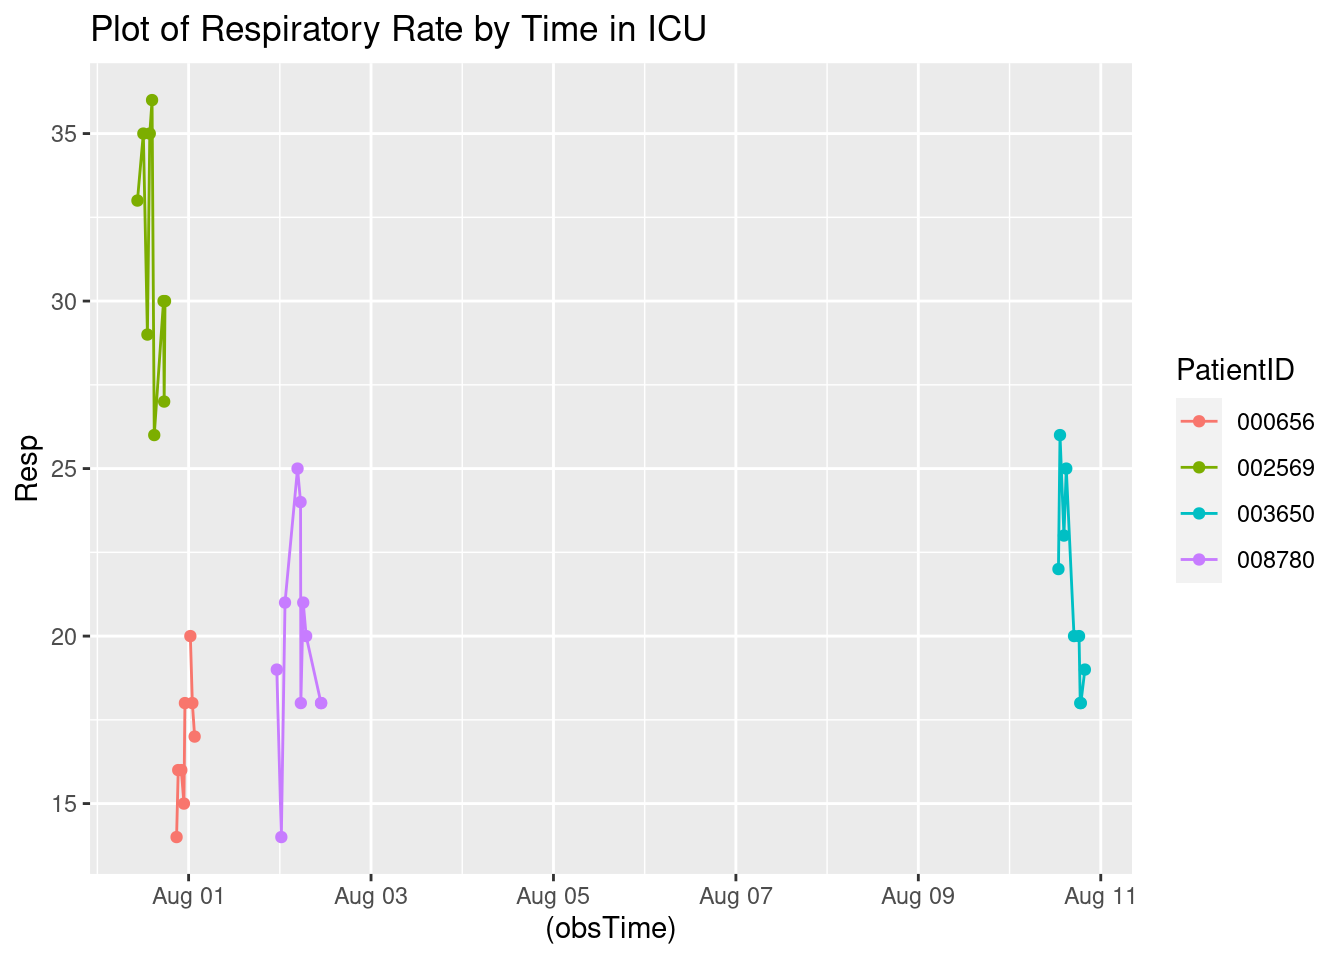 Plot of Respiratory Rate by Time in ICU
35
30
25
20
15
Resp
Aug 01
Aug 03
Aug 05
Aug 07
Aug 09
Aug 11
(obsTime)
PatientID
000656
002569
003650
008780